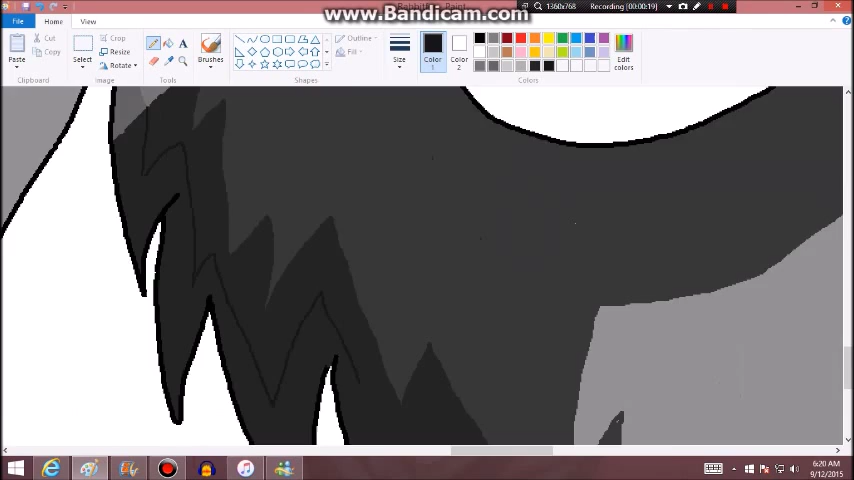 www.Bandicam.com
1360x768
Recording [00:00:19]
File
Home
View
Paste
Cut
Copy
Clipboard
Select
Crop
Resize
Rotate
Image
Tools
Brushes
Shapes
Outline
Fill
Size
Color
1
Color
2
Colors
Edit
colors
6:20 AM
9/12/2015